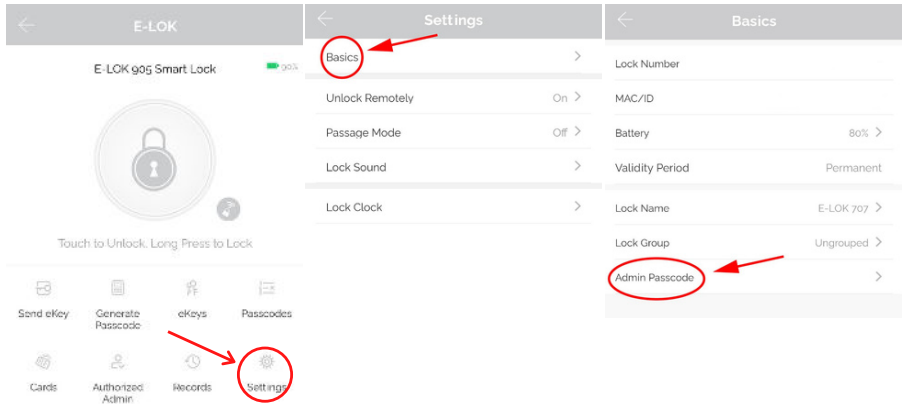 E-LOK
E-LOK 905 Smart Lock
90%
Touch to Unlock, Long Press to Lock
Send eKey
Generate
Passcode
eKeys
Passcodes
Cards
Authorized
Admin
Records
Settings
Settings
Basics
Unlock Remotely On
Passage Mode Off
Lock Sound
Lock Clock
Basics
Lock Number
MAC/ID
Battery 80%
Validity Period Permanent
Lock Name E-LOK 707
Lock Group Ungrouped
Admin Passcode